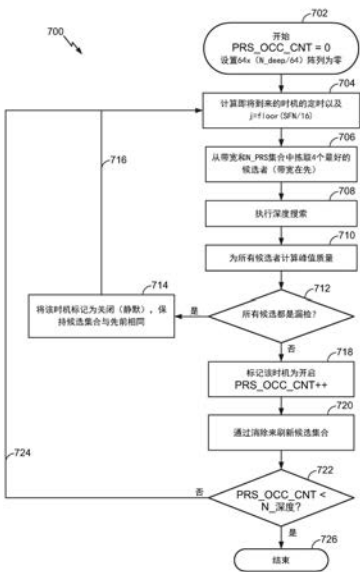 700
702
开始
PRS_OCC_CNT = 0
设置64x（N_deep/64）阵列为零
704
计算即将到来的时机的定时以及
j=floor(SFN/16)
706
从带宽和N_PRS集合中拣取4个最好的
候选者（带宽在先）
708
执行深度搜索
710
为所有候选者计算峰值质量
712
所有候选都是漏检?
是
714
将该时机标记为关闭（静默），保
持候选集合与先前相同
716
否
718
标记该时机为开启
PRS_OCC_CNT++
720
通过消除来刷新候选集合
722
PRS_OCC_CNT <
N_深度?
否
724
是
726
结束